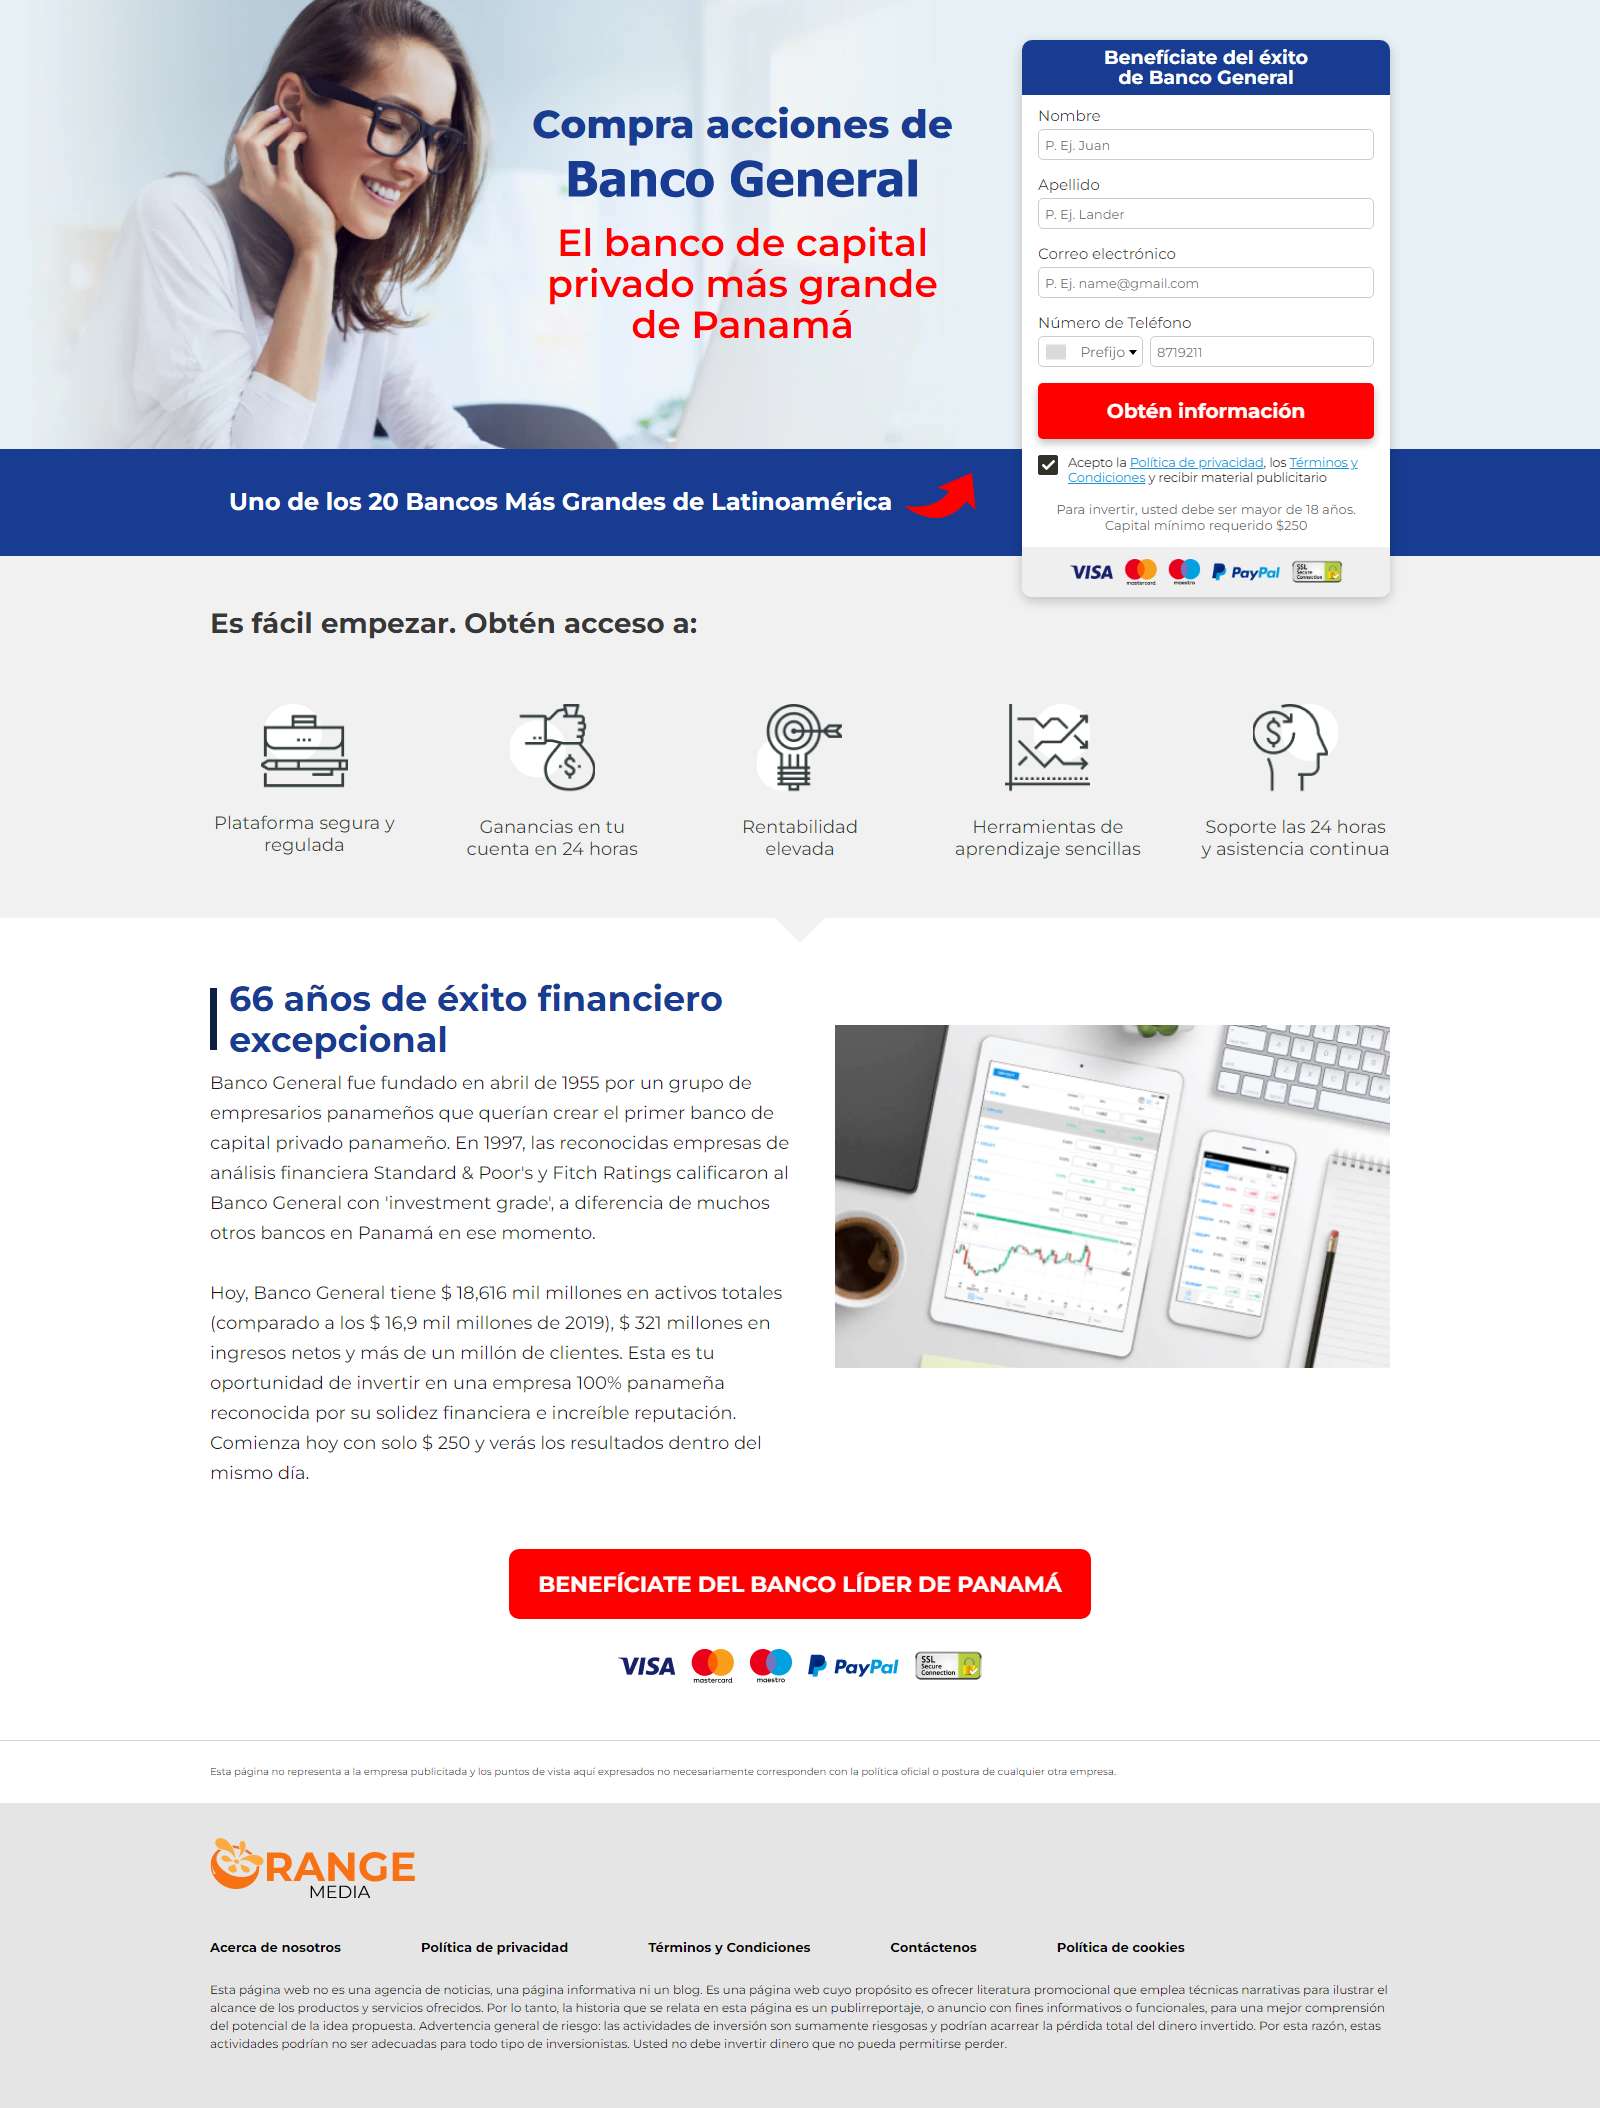 Compra acciones de
Banco General
El banco de capital
privado más grande
de Panamá
Benefíciate del éxito
de Banco General
Nombre
P. Ej. Juan
Apellido
P. Ej. Lander
Correo electrónico
P. Ej. name@gmail.com
Número de Teléfono
Prefijo 8719211
Obtén información
Acepto la Política de privacidad, los Términos y
Condiciones y recibir material publicitario
Para invertir, usted debe ser mayor de 18 años.
Capital mínimo requerido $250
VISA mastercard maestro PayPal SSL Secure Connection
Uno de los 20 Bancos Más Grandes de Latinoamérica
Es fácil empezar. Obtén acceso a:
Plataforma segura y
regulada
Ganancias en tu
cuenta en 24 horas
Rentabilidad
elevada
Herramientas de
aprendizaje sencillas
Soporte las 24 horas
y asistencia continua
66 años de éxito financiero
excepcional
Banco General fue fundado en abril de 1955 por un grupo de
empresarios panameños que querían crear el primer banco de
capital privado panameño. En 1997, las reconocidas empresas de
análisis financiera Standard & Poor's y Fitch Ratings calificaron al
Banco General con 'investment grade', a diferencia de muchos
otros bancos en Panamá en ese momento.
Hoy, Banco General tiene $ 18,616 mil millones en activos totales
(comparado a los $ 16,9 mil millones de 2019), $ 321 millones en
ingresos netos y más de un millón de clientes. Esta es tu
oportunidad de invertir en una empresa 100% panameña
reconocida por su solidez financiera e increíble reputación.
Comienza hoy con solo $ 250 y verás los resultados dentro del
mismo día.
BENEFÍCIATE DEL BANCO LÍDER DE PANAMÁ
VISA mastercard maestro PayPal SSL Secure Connection
Esta página no representa a la empresa publicitada y los puntos de vista aquí expresados no necesariamente corresponden con la política oficial o postura de cualquier otra empresa.
ORANGE
MEDIA
Acerca de nosotros Política de privacidad Términos y Condiciones Contáctenos Política de cookies
Esta página web no es una agencia de noticias, una página informativa ni un blog. Es una página web cuyo propósito es ofrecer literatura promocional que emplea técnicas narrativas para ilustrar el
alcance de los productos y servicios ofrecidos. Por lo tanto, la historia que se relata en esta página es un publirreportaje, o anuncio con fines informativos o funcionales, para una mejor comprensión
del potencial de la idea propuesta. Advertencia general de riesgo: las actividades de inversión son sumamente riesgosas y podrían acarrear la pérdida total del dinero invertido. Por esta razón, estas
actividades podrían no ser adecuadas para todo tipo de inversionistas. Usted no debe invertir dinero que no pueda permitirse perder.